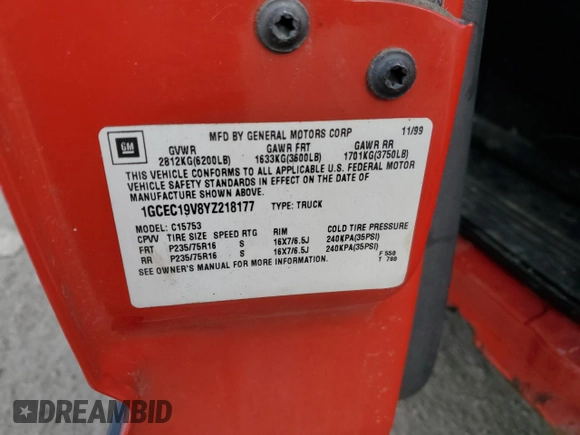 MFD BY GENERAL MOTORS CORP 11/99
GM
GVWR GAWR FRT GAWR RR
2812KG(6200LB) 1633KG(3600LB) 1701KG(3750LB)
THIS VEHICLE CONFORMS TO ALL APPLICABLE U.S. FEDERAL MOTOR
VEHICLE SAFETY STANDARDS IN EFFECT ON THE DATE OF
MANUFACTURE SHOWN ABOVE.
1GCEC19V8YZ218177 TYPE: TRUCK
MODEL: C15753
CPVV TIRE SIZE SPEED RTG RIM COLD TIRE PRESSURE
FRT P235/75R16 S 16X7/6.5J 240KPA(35PSI)
RR P235/75R16 S 16X7/6.5J 240KPA(35PSI)
SEE OWNER'S MANUAL FOR MORE INFORMATION.
F 558
T 798
DREAMBID